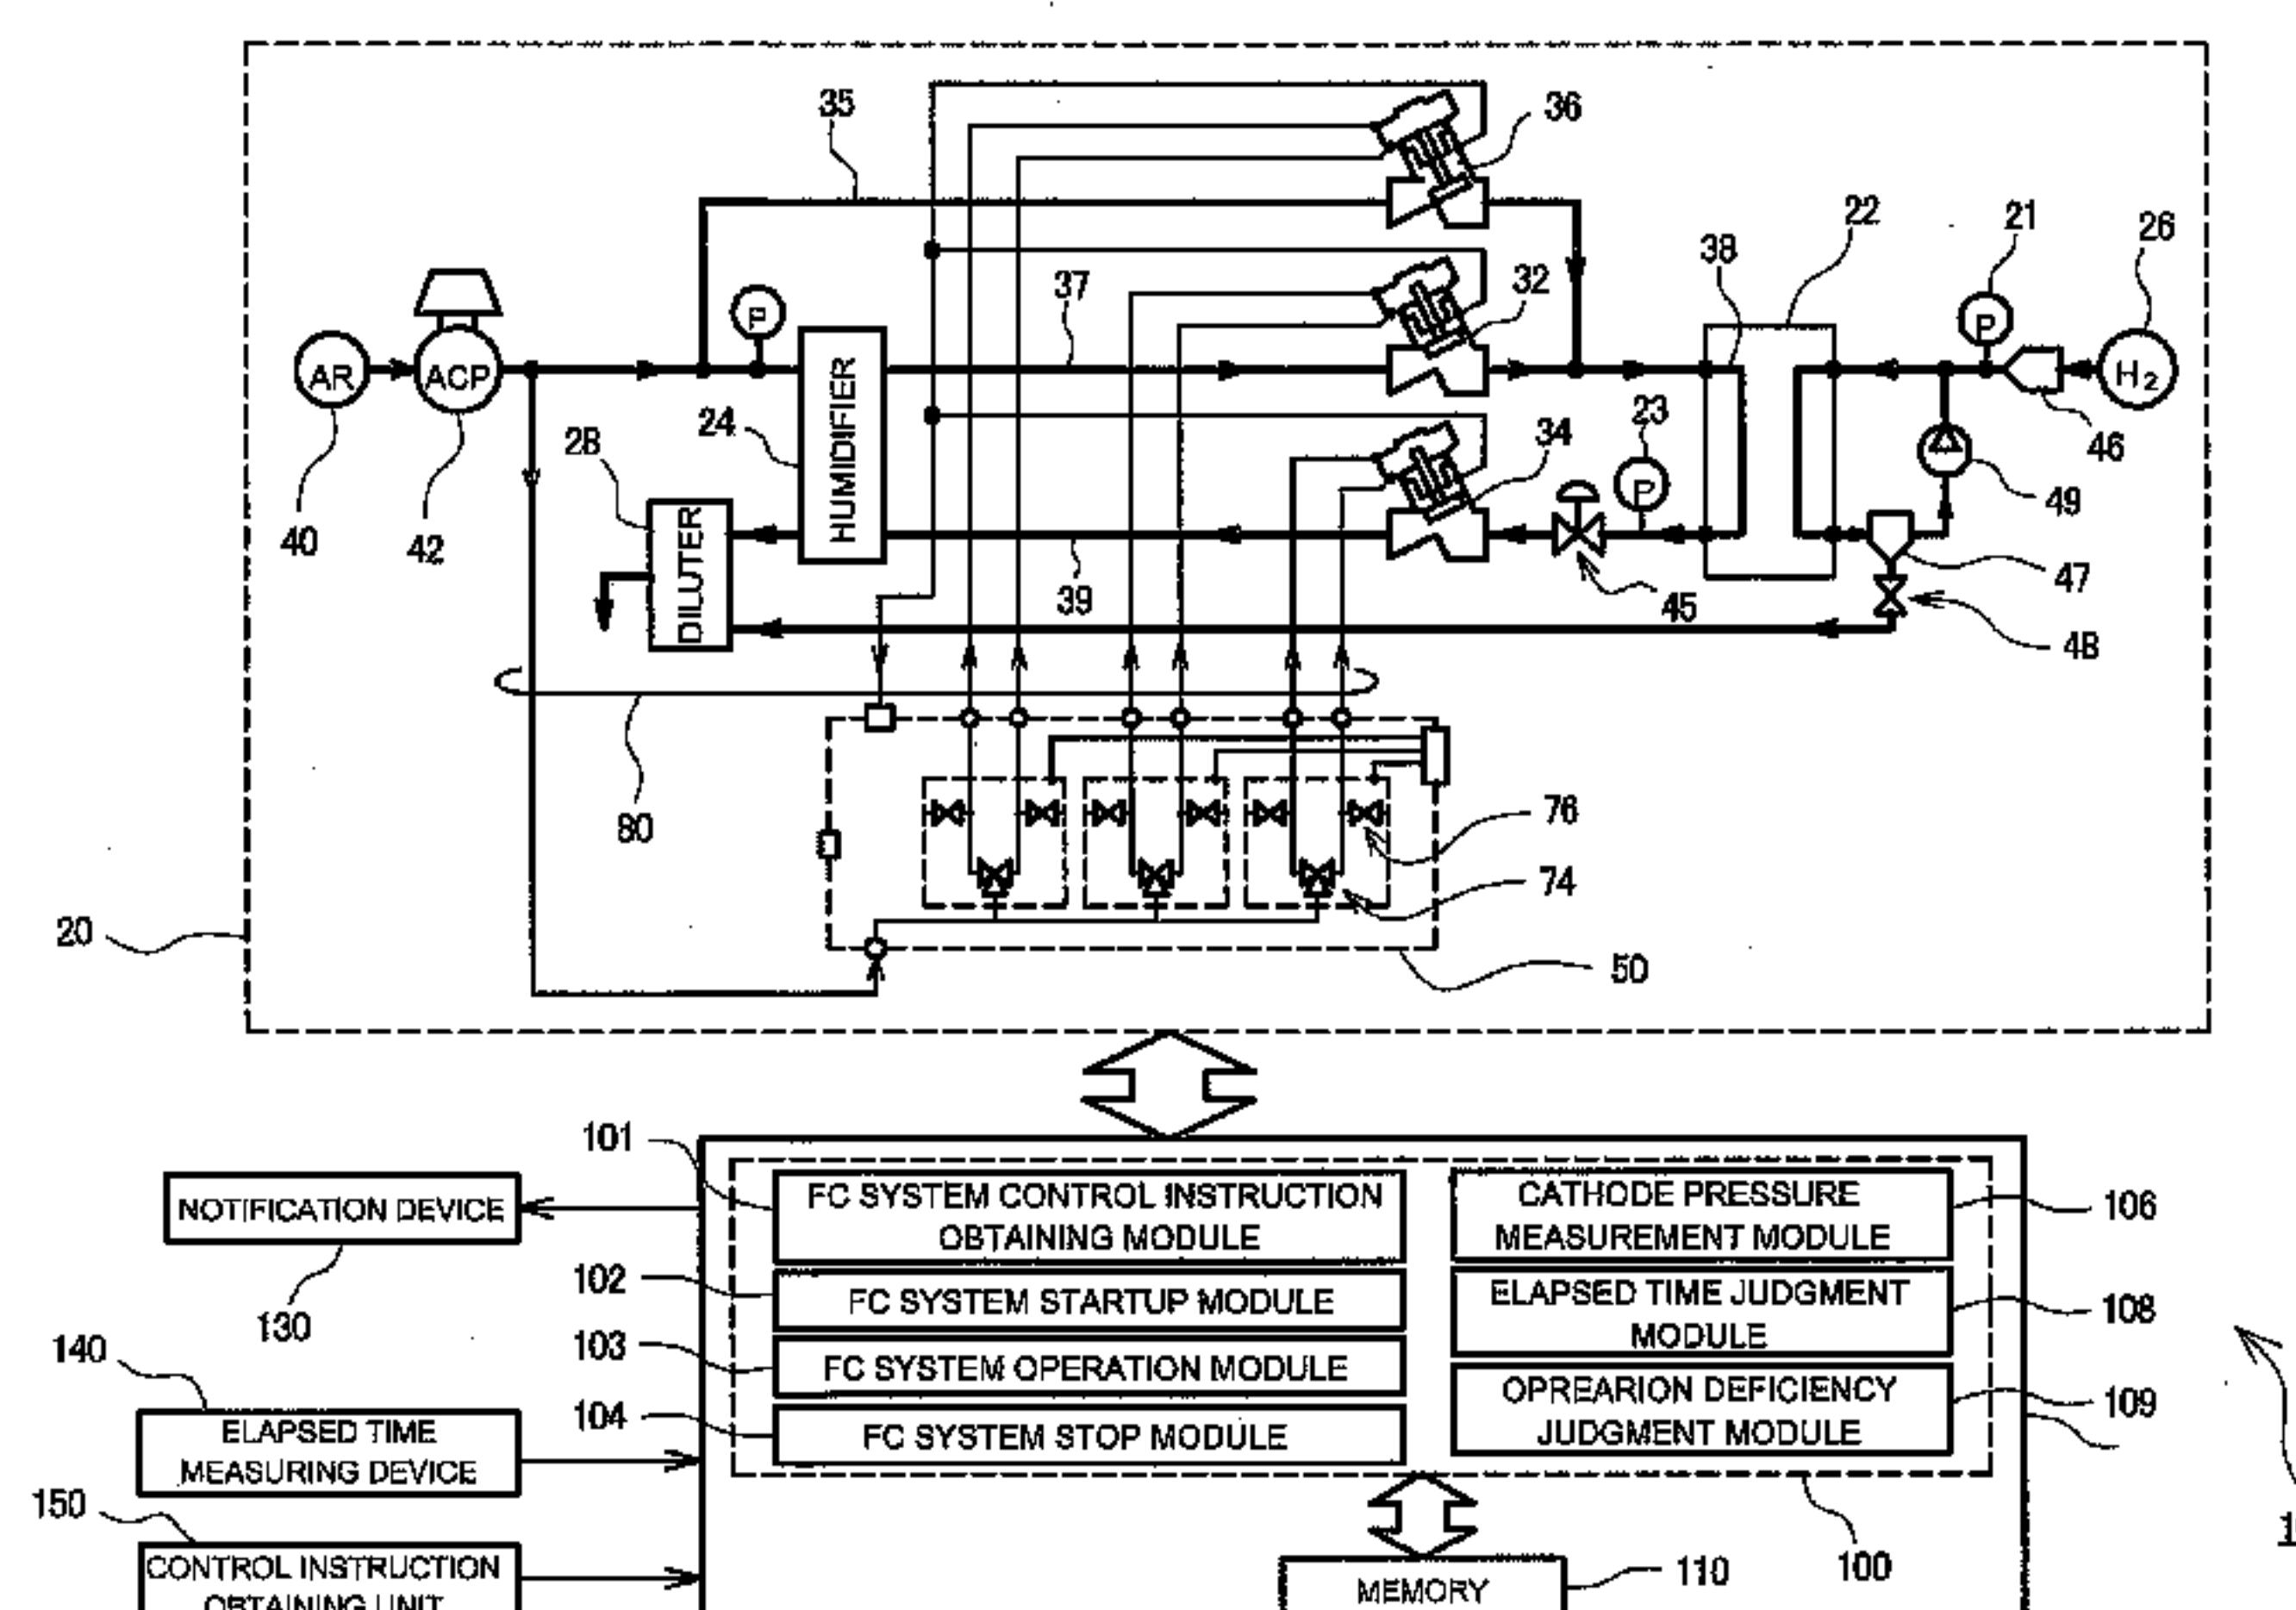 35
36
22
21
26
38
37
32
P
P
AR
ACP
H₂
24
HUMIDIFIER
23
34
46
28
P
49
40
42
DILUTER
39
45
47
48
80
76
74
20
50
101
NOTIFICATION DEVICE
FC SYSTEM CONTROL INSTRUCTION
OBTAINING MODULE
CATHODE PRESSURE
MEASUREMENT MODULE
106
130
102
FC SYSTEM STARTUP MODULE
ELAPSED TIME JUDGMENT
MODULE
108
140
103
FC SYSTEM OPERATION MODULE
OPREARION DEFICIENCY
JUDGMENT MODULE
109
ELAPSED TIME
MEASURING DEVICE
104
FC SYSTEM STOP MODULE
150
CONTROL INSTRUCTION
OBTAINING UNIT
100
MEMORY
110
1